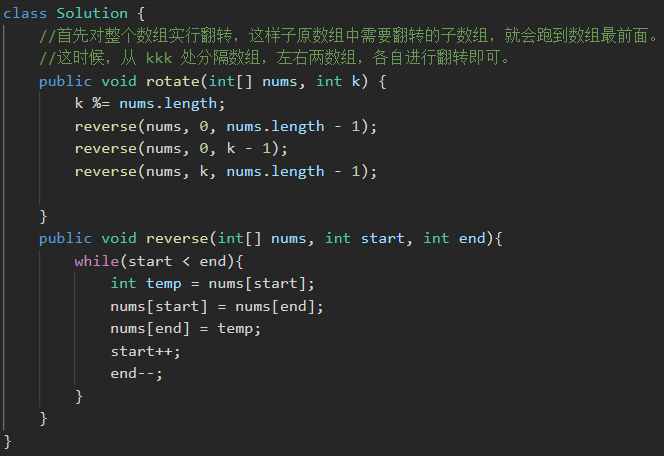 class Solution {
    //首先对整个数组实行翻转，这样子原数组中需要翻转的子数组，就会跑到数组最前面。
    //这时候，从 kkk 处分隔数组，左右两数组，各自进行翻转即可。
    public void rotate(int[] nums, int k) {
        k %= nums.length;
        reverse(nums, 0, nums.length - 1);
        reverse(nums, 0, k - 1);
        reverse(nums, k, nums.length - 1);
    }
    public void reverse(int[] nums, int start, int end){
        while(start < end){
            int temp = nums[start];
            nums[start] = nums[end];
            nums[end] = temp;
            start++;
            end--;
        }
    }
}